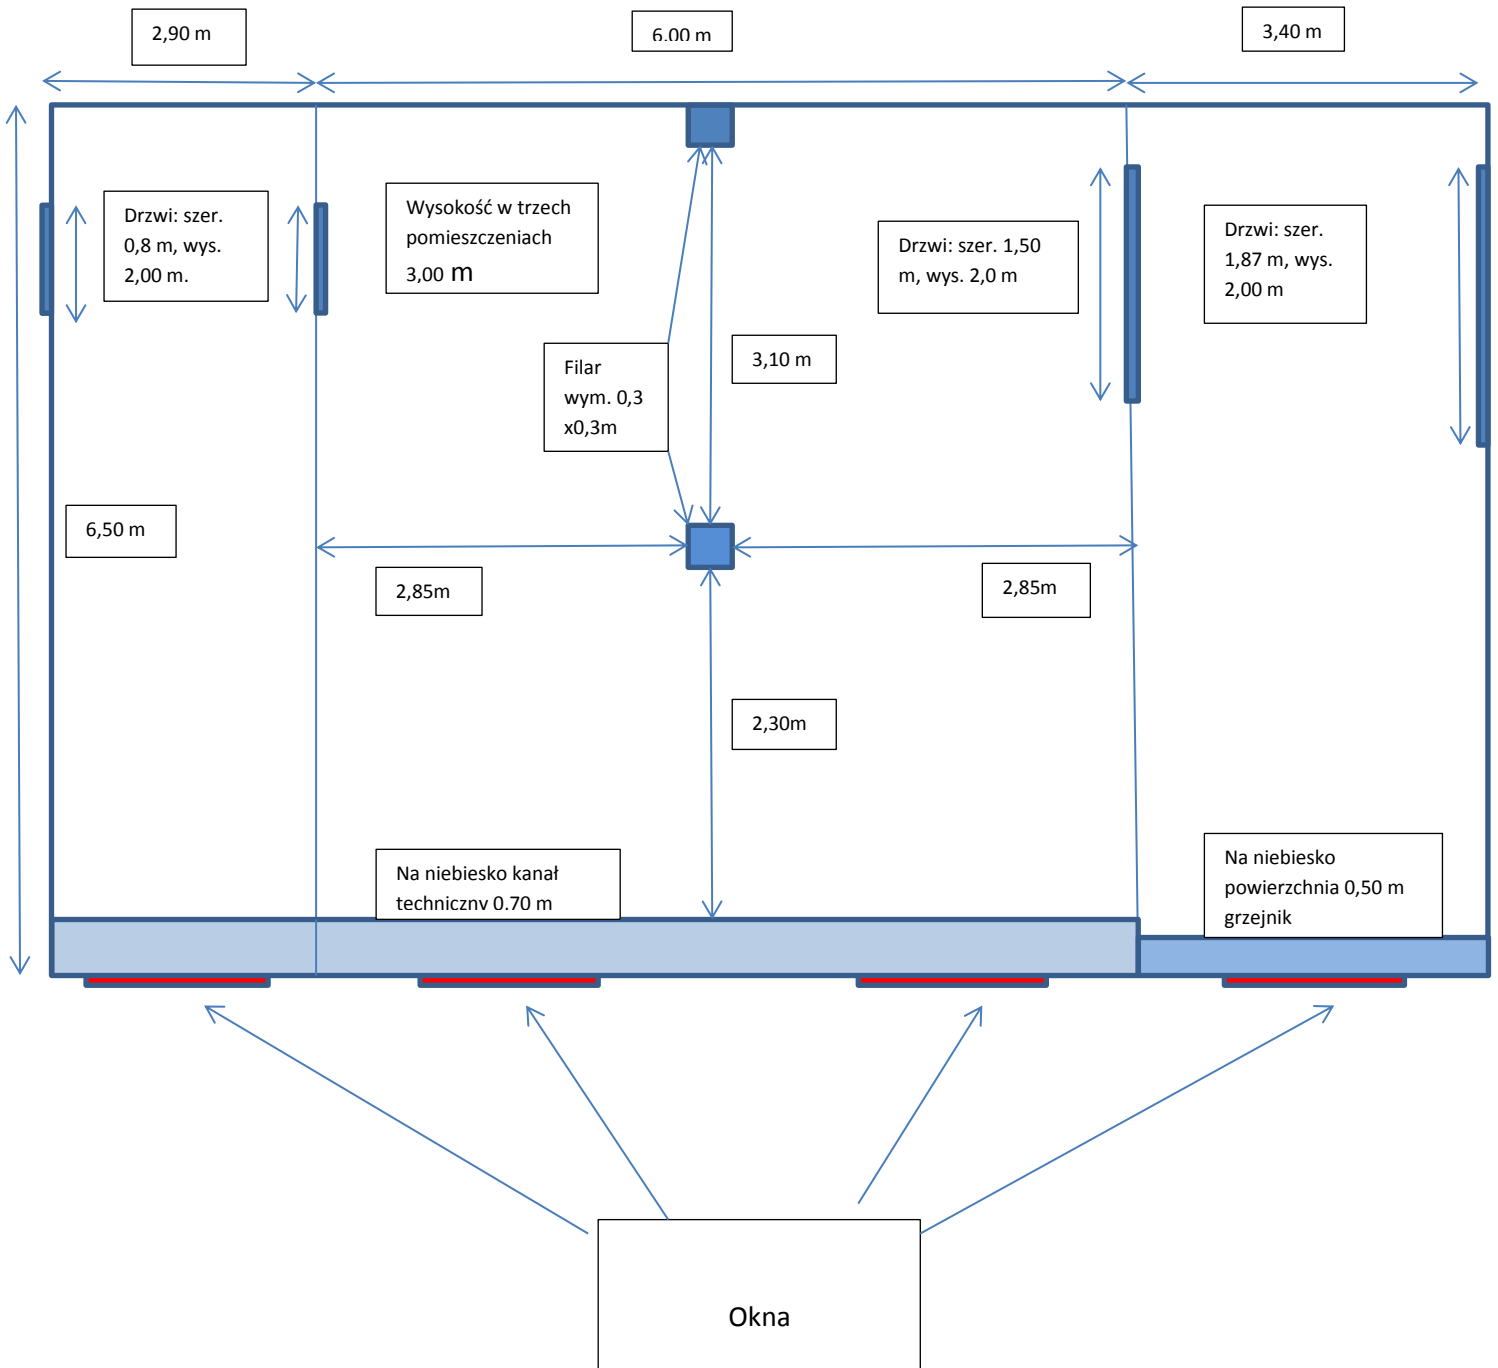 2,90 m
6.00 m
3,40 m
Drzwi: szer.
0,8 m, wys.
2,00 m.
Wysokość w trzech
pomieszczeniach
3,00 m
Drzwi: szer. 1,50
m, wys. 2,0 m
Drzwi: szer.
1,87 m, wys.
2,00 m
Filar
wym. 0,3
x0,3m
3,10 m
6,50 m
2,85m
2,85m
2,30m
Na niebiesko kanał
techniczny 0.70 m
Na niebiesko
powierzchnia 0,50 m
grzejnik
Okna